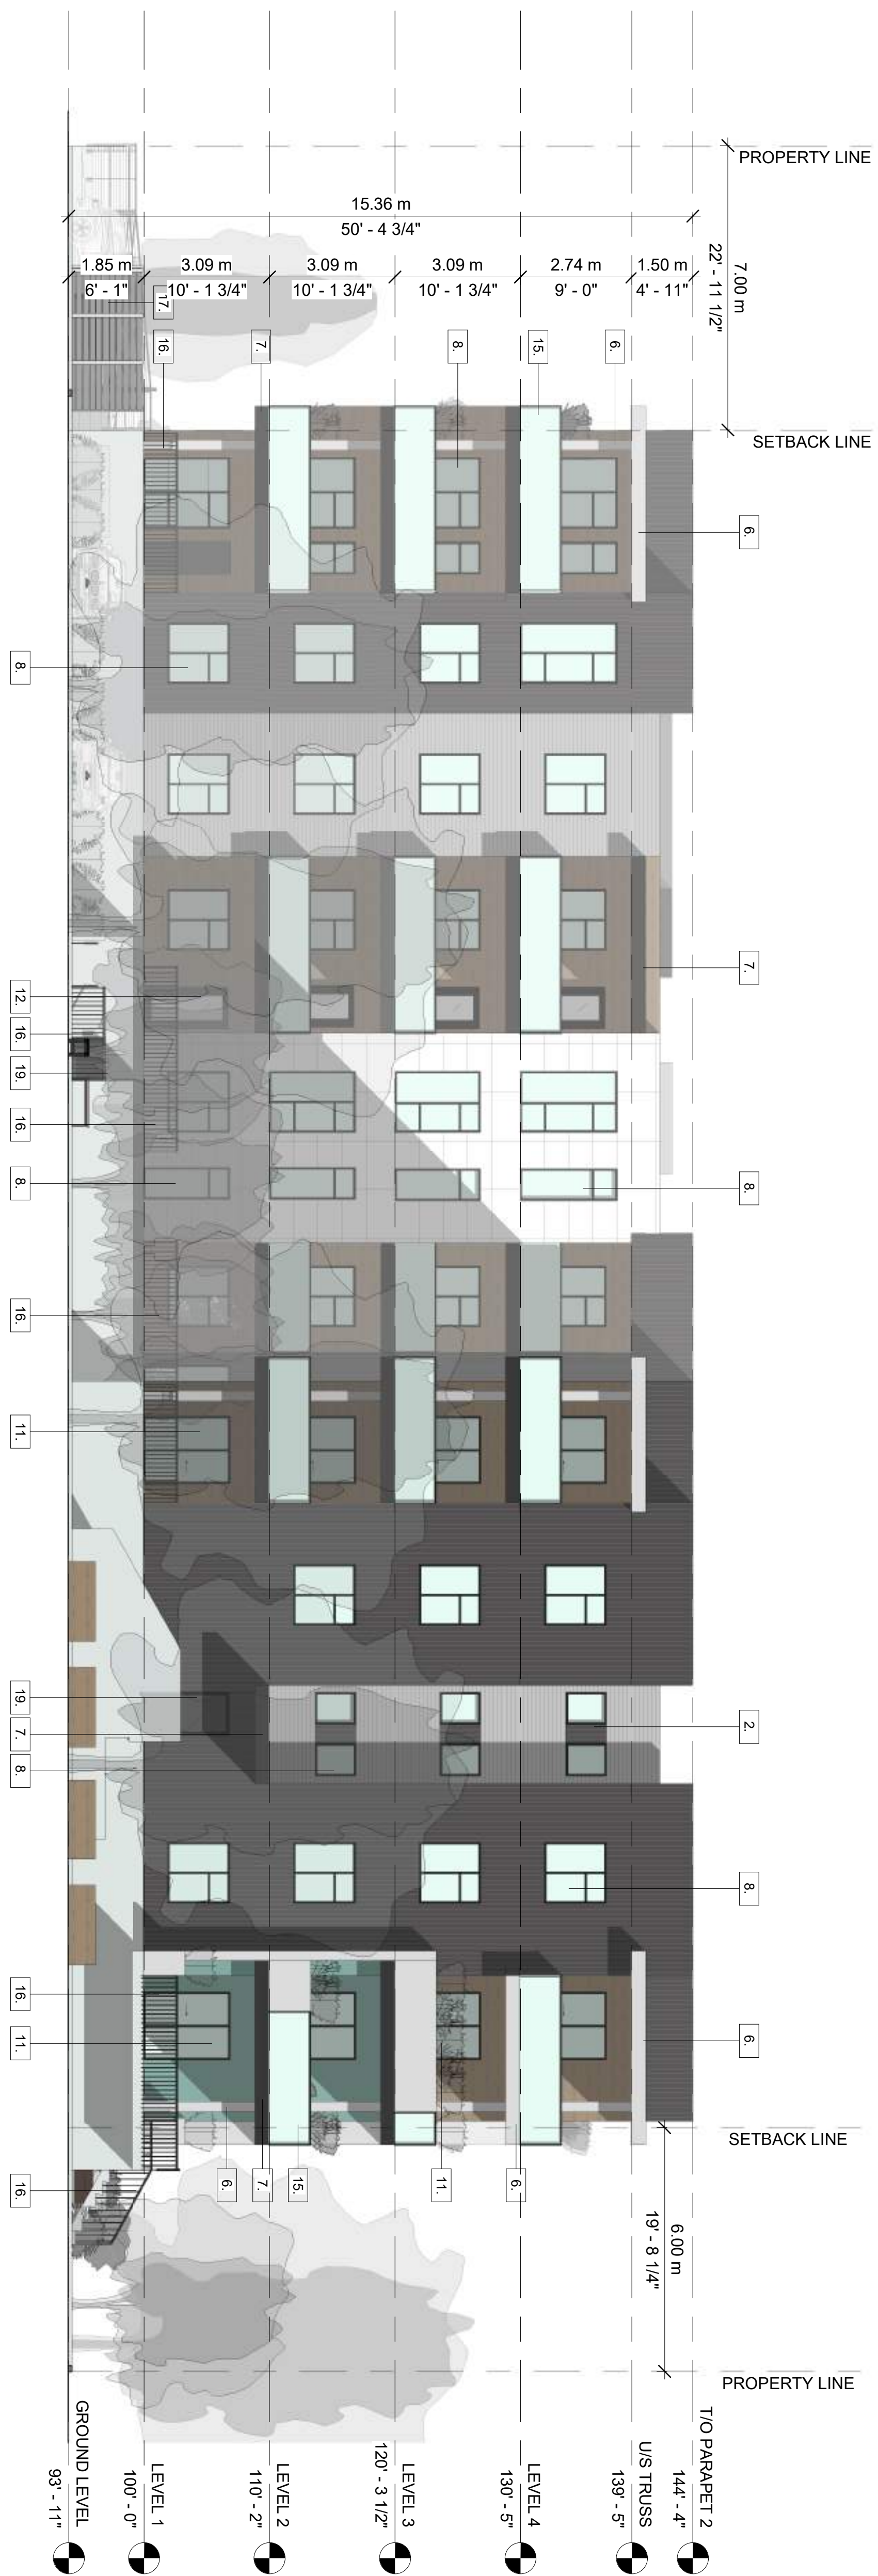 PROPERTY LINE
15.36 m
50' - 4 3/4"
7.00 m
22' - 11 1/2"
1.85 m
6' - 1"
3.09 m
10' - 1 3/4"
3.09 m
10' - 1 3/4"
3.09 m
10' - 1 3/4"
2.74 m
9' - 0"
1.50 m
4' - 11"
17.
16.
7.
8.
15.
6.
SETBACK LINE
6.
8.
7.
12.
16.
19.
16.
8.
8.
16.
11.
19.
7.
8.
2.
8.
16.
11.
6.
SETBACK LINE
16.
6.
7.
15.
11.
6.
6.00 m
19' - 8 1/4"
PROPERTY LINE
T/O PARAPET 2
144' - 4"
U/S TRUSS
139' - 5"
LEVEL 4
130' - 5"
LEVEL 3
120' - 3 1/2"
LEVEL 2
110' - 2"
LEVEL 1
100' - 0"
GROUND LEVEL
93' - 11"